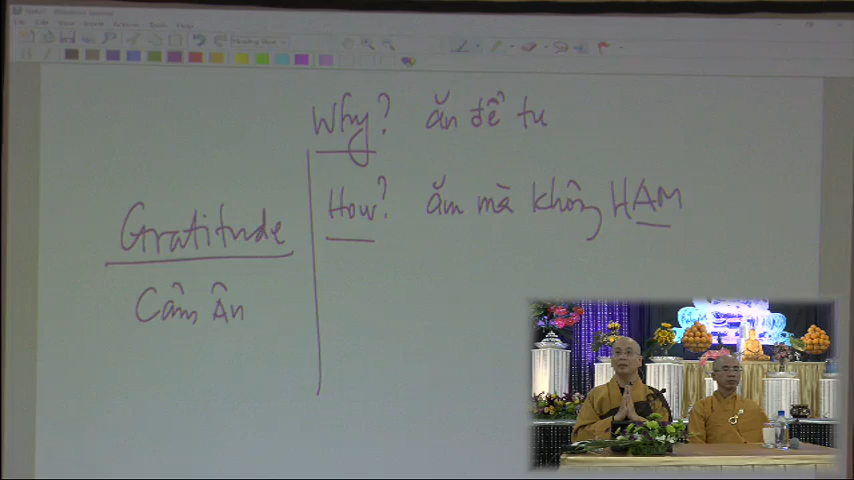 Why? ăn để tu
How? ăn mà không HAM
Gratitude
Cảm Ân